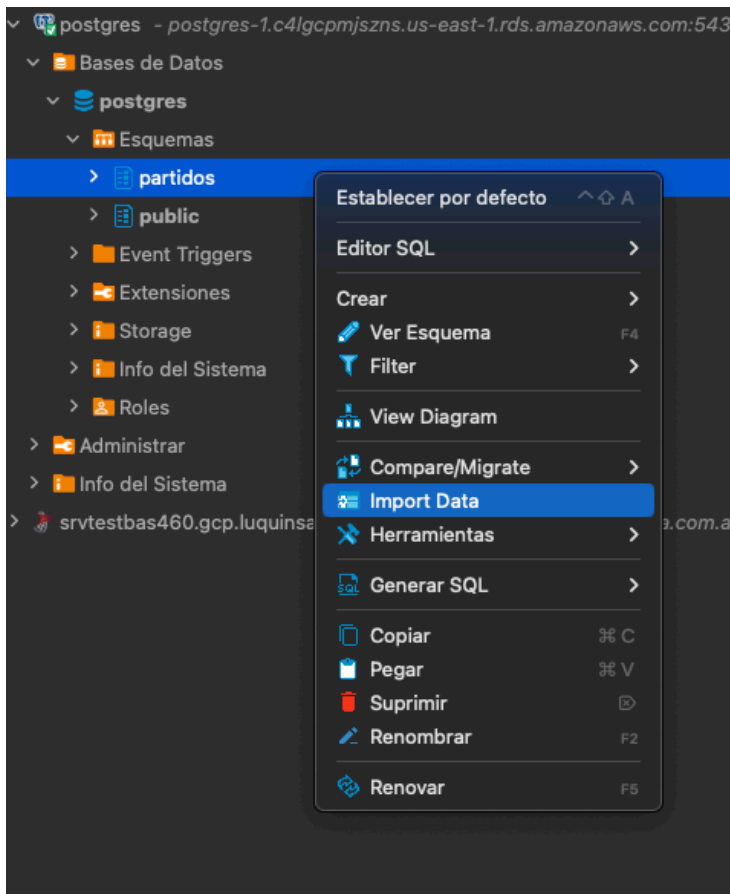 postgres - postgres-1.c4lgcpmjszns.us-east-1.rds.amazonaws.com:543
Bases de Datos
postgres
Esquemas
partidos
public
Event Triggers
Extensiones
Storage
Info del Sistema
Roles
Administrar
Info del Sistema
srvtestbas460.gcp.luquinsa
a.com.a
Establecer por defecto ^⇧ A
Editor SQL
Crear
Ver Esquema F4
Filter
View Diagram
Compare/Migrate
Import Data
Herramientas
Generar SQL
Copiar ⌘ C
Pegar ⌘ V
Suprimir ⌦
Renombrar F2
Renovar F5